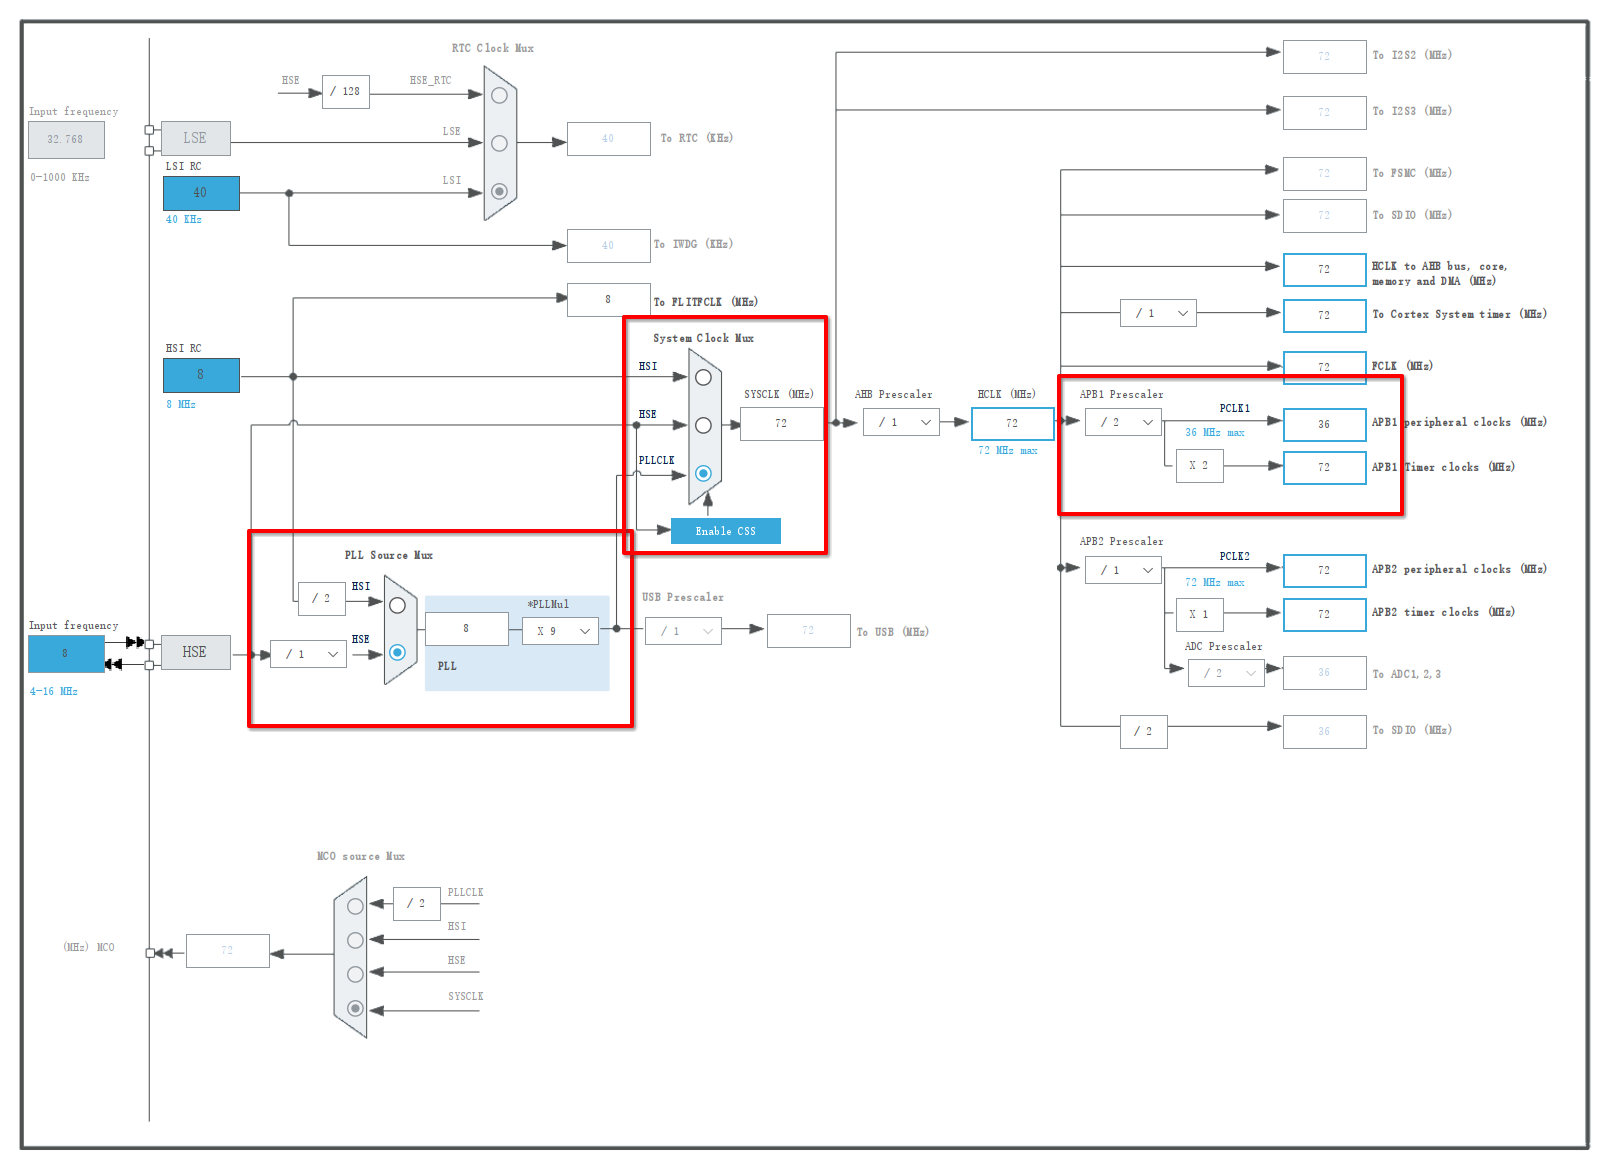 RTC Clock Mux
HSE
/ 128
HSE_RTC
LSE
LSI
40
To RTC (KHz)
Input frequency
32.768
0-1000 KHz
LSE
LSI RC
40
40 KHz
40
To IWDG (KHz)
8
To FLITFCLK (MHz)
HSI RC
8
8 MHz
System Clock Mux
HSI
HSE
PLLCLK
Enable CSS
SYSCLK (MHz)
72
AHB Prescaler
/ 1
HCLK (MHz)
72
72 MHz max
72
To I2S2 (MHz)
72
To I2S3 (MHz)
72
To FSMC (MHz)
72
To SDIO (MHz)
72
HCLK to AHB bus, core,
memory and DMA (MHz)
/ 1
72
To Cortex System timer (MHz)
72
FCLK (MHz)
APB1 Prescaler
/ 2
PCLK1
36 MHz max
36
APB1 peripheral clocks (MHz)
X 2
72
APB1 Timer clocks (MHz)
APB2 Prescaler
/ 1
PCLK2
72 MHz max
72
APB2 peripheral clocks (MHz)
X 1
72
APB2 timer clocks (MHz)
ADC Prescaler
/ 2
36
To ADC1,2,3
/ 2
36
To SDIO (MHz)
PLL Source Mux
/ 2
HSI
HSE
/ 1
8
*PLLMul
X 9
PLL
USB Prescaler
/ 1
72
To USB (MHz)
Input frequency
8
4-16 MHz
HSE
MCO source Mux
PLLCLK
/ 2
HSI
HSE
SYSCLK
(MHz) MCO
72